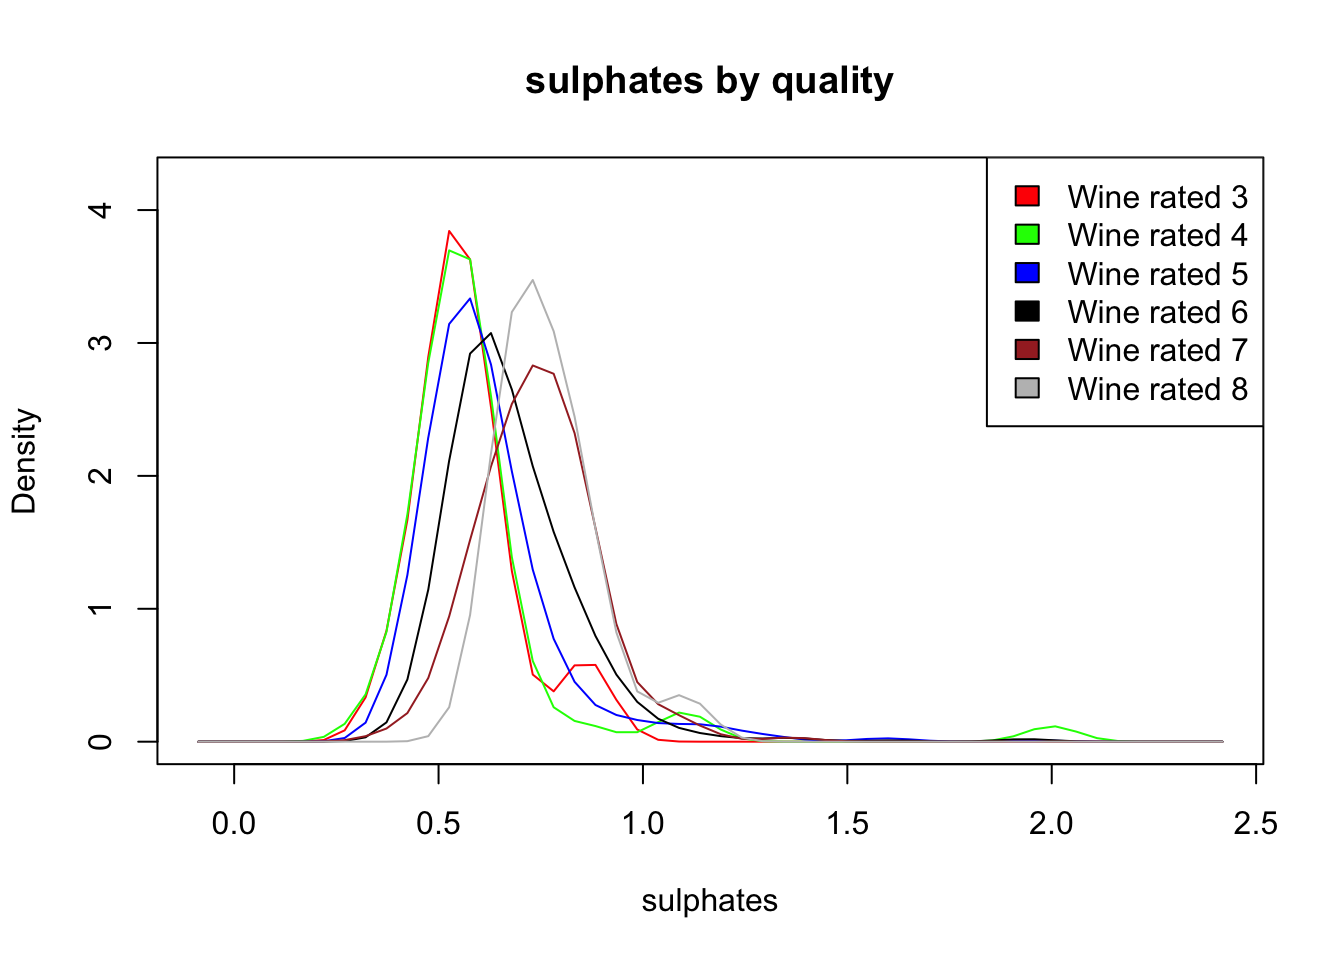 sulphates by quality
Wine rated 3
Wine rated 4
Wine rated 5
Wine rated 6
Wine rated 7
Wine rated 8
Density
4
3
2
1
0
0.0 0.5 1.0 1.5 2.0 2.5
sulphates